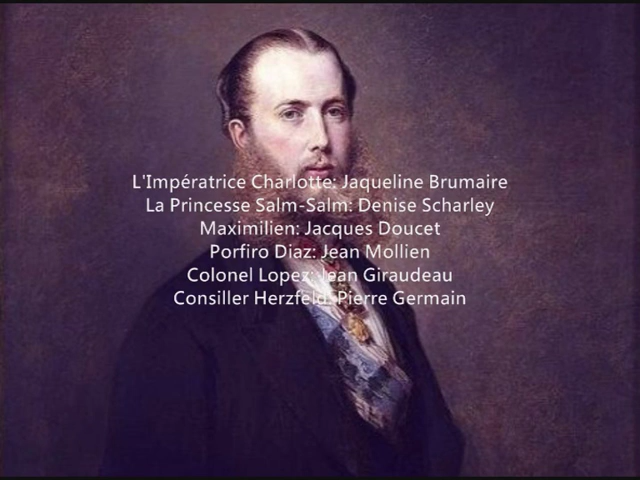 L'Impératrice Charlotte: Jaqueline Brumaire
La Princesse Salm-Salm: Denise Scharley
Maximilien: Jacques Doucet
Porfiro Diaz: Jean Mollien
Colonel Lopez: Jean Giraudeau
Consiller Herzfeld: Pierre Germain